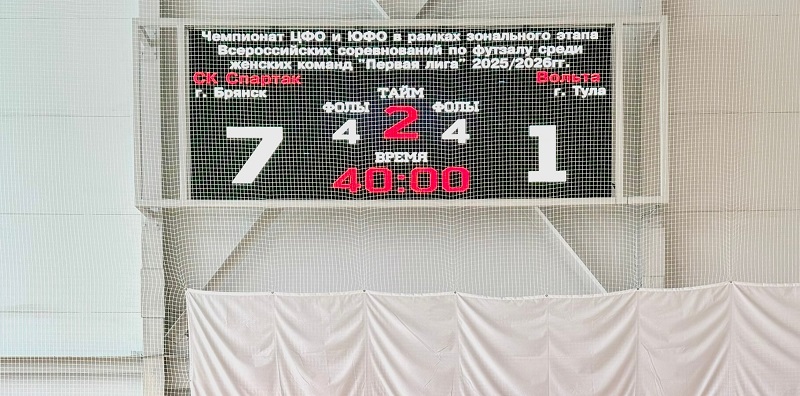 Чемпионат ЦФО и ЮФО в рамках зонального этапа
Всероссийских соревнований по футзалу среди
женских команд "Первая лига" 2025/2026гг.
СК Спартак Вольта
г. Брянск ТАЙМ г. Тула
ФОЛЫ ФОЛЫ
7 4 2 4 1
ВРЕМЯ
40:00